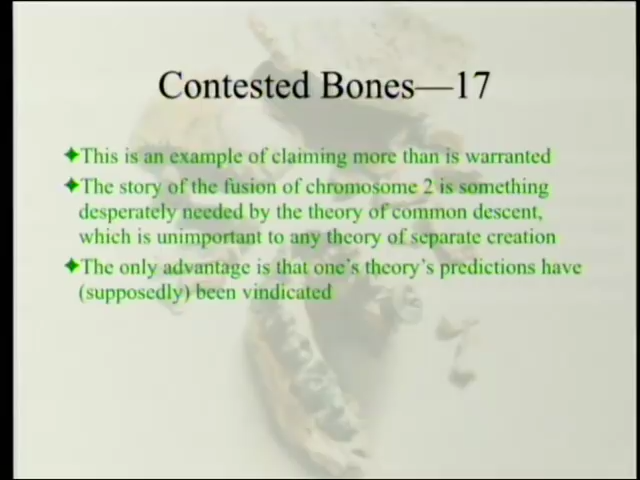 Contested Bones—17
✦This is an example of claiming more than is warranted
✦The story of the fusion of chromosome 2 is something
desperately needed by the theory of common descent,
which is unimportant to any theory of separate creation
✦The only advantage is that one's theory's predictions have
(supposedly) been vindicated